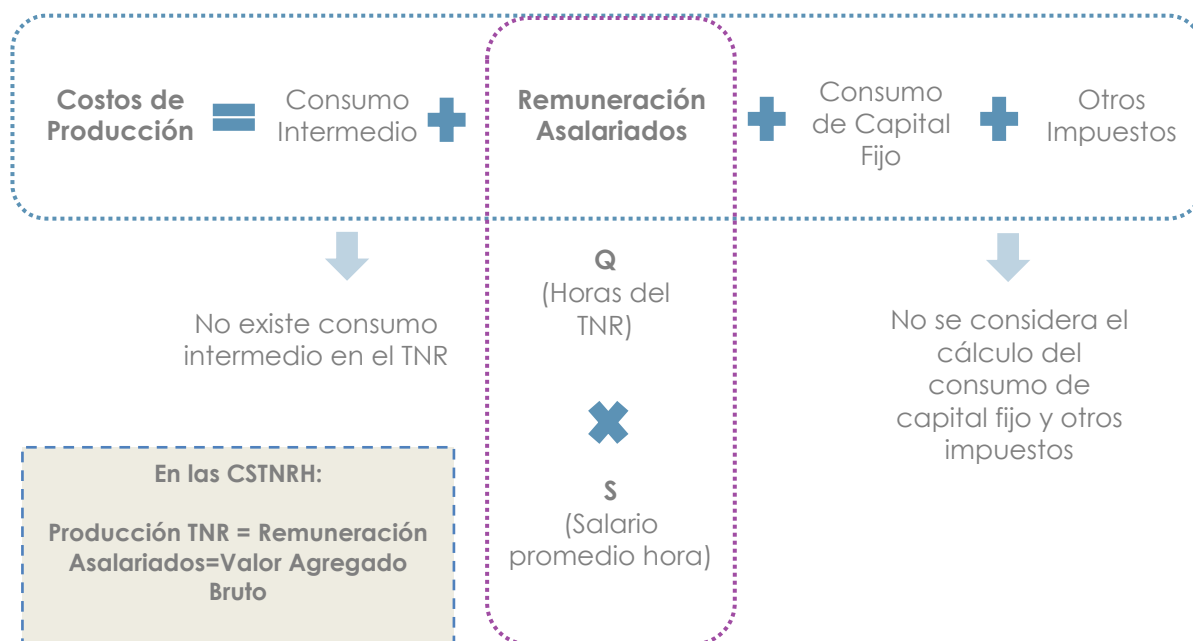 Costos de
Producción
Consumo
Intermedio
Remuneración
Asalariados
Consumo
de Capital
Fijo
Otros
Impuestos
No existe consumo
intermedio en el TNR
Q
(Horas del
TNR)
S
(Salario
promedio hora)
No se considera el
cálculo del
consumo de
capital fijo y otros
impuestos
En las CSTNRH:
Producción TNR = Remuneración
Asalariados=Valor Agregado
Bruto